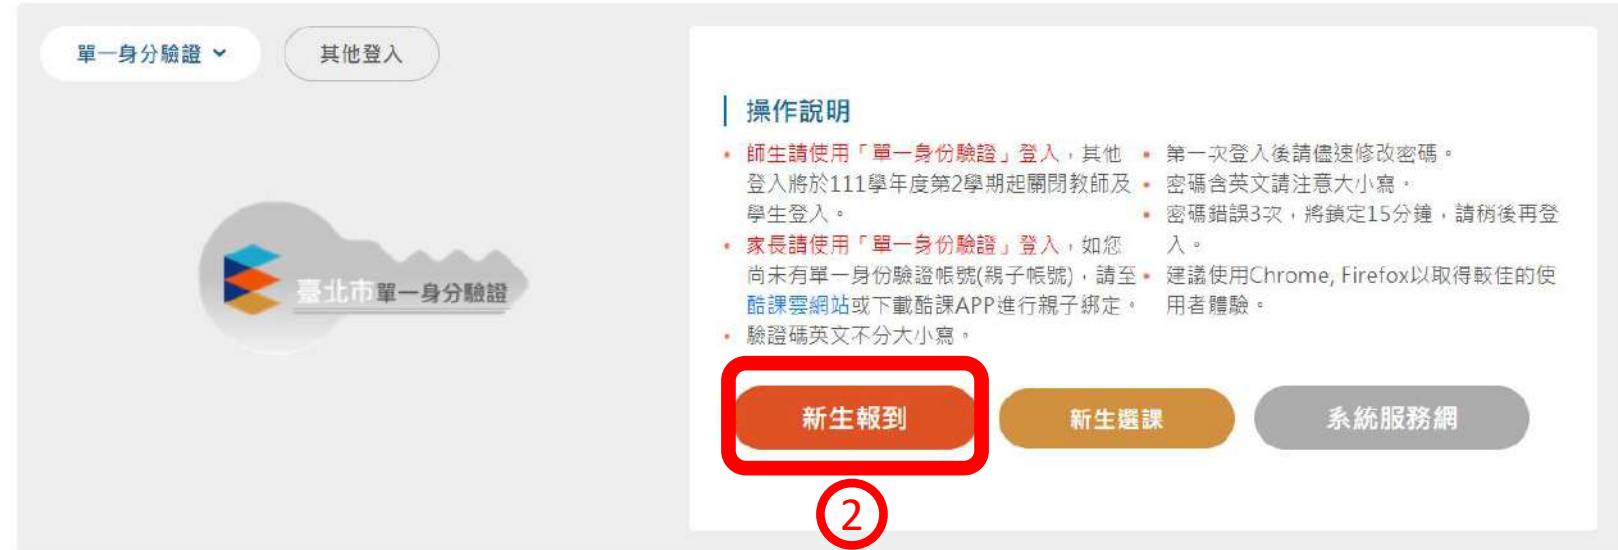 單一身分驗證
其他登入
臺北市單一身分驗證
操作說明
師生請使用「單一身份驗證」登入，其他
登入將於111學年度第2學期起關閉教師及
學生登入。
家長請使用「單一身份驗證」登入，如您
尚未有單一身份驗證帳號(親子帳號)，請至
酷課雲網站或下載酷課APP進行親子綁定。
驗證碼英文不分大小寫。
第一次登入後請儘速修改密碼。
密碼含英文請注意大小寫。
密碼錯誤3次，將鎖定15分鐘，請稍後再登
入。
建議使用Chrome, Firefox以取得較佳的使
用者體驗。
新生報到
新生選課
系統服務網
2